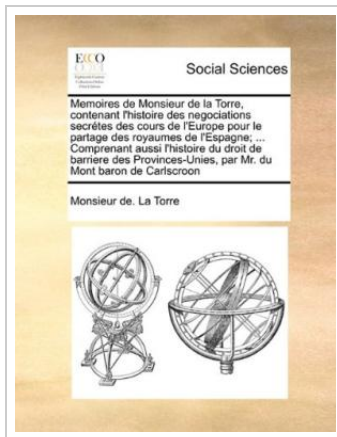 ECCO
Social Sciences
Memoires de Monsieur de la Torre,
contenant l'histoire des negociations
secrétes des cours de l'Europe pour le
partage des royaumes de l'Espagne; ...
Comprenant aussi l'histoire du droit de
barriere des Provinces-Unies, par Mr. du
Mont baron de Carlscroon
Monsieur de. La Torre